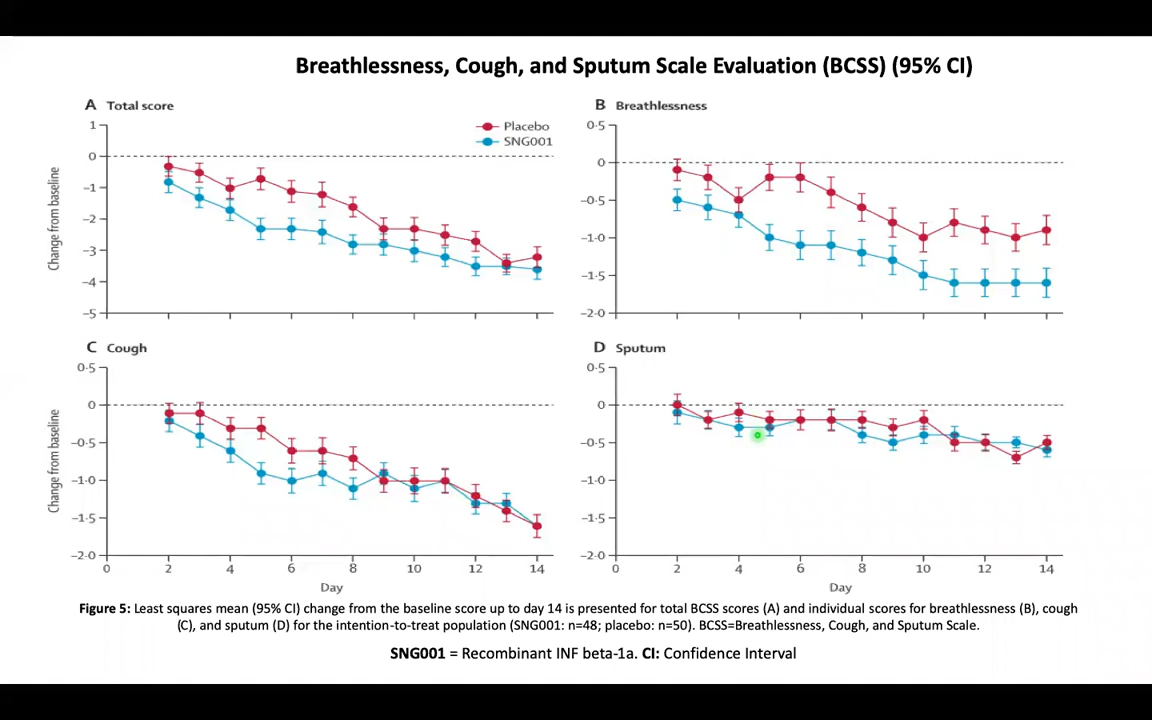 Breathlessness, Cough, and Sputum Scale Evaluation (BCSS) (95% CI)
A Total score
Placebo
SNG001
Change from baseline
1
0
−1
−2
−3
−4
−5
B Breathlessness
0·5
0
−0·5
−1·0
−1·5
−2·0
C Cough
Change from baseline
0·5
0
−0·5
−1·0
−1·5
−2·0
0 2 4 6 8 10 12 14
Day
D Sputum
0·5
0
−0·5
−1·0
−1·5
−2·0
0 2 4 6 8 10 12 14
Day
Figure 5: Least squares mean (95% CI) change from the baseline score up to day 14 is presented for total BCSS scores (A) and individual scores for breathlessness (B), cough
(C), and sputum (D) for the intention-to-treat population (SNG001: n=48; placebo: n=50). BCSS=Breathlessness, Cough, and Sputum Scale.
SNG001 = Recombinant INF beta-1a. CI: Confidence Interval